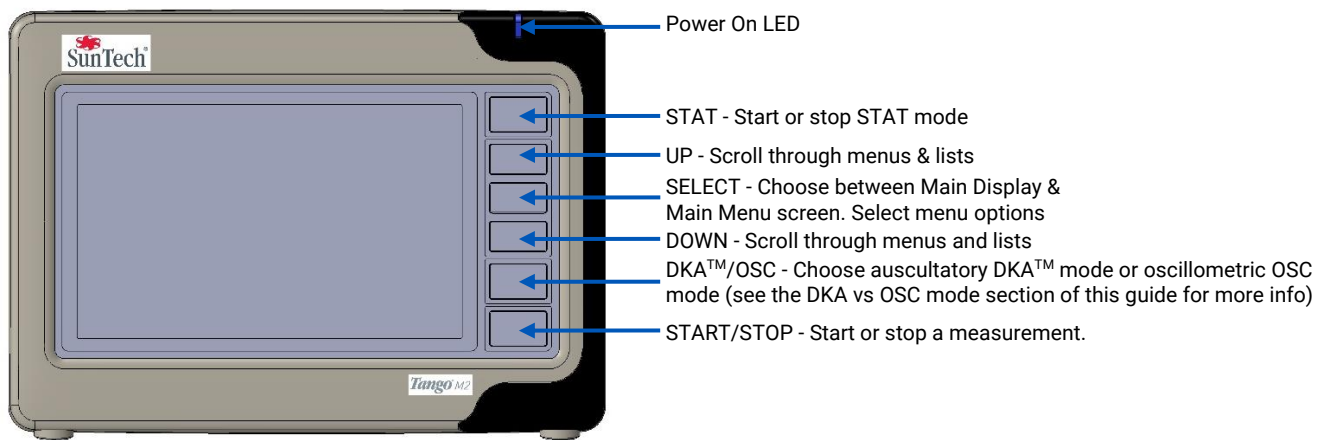 Power On LED
SunTech®
STAT - Start or stop STAT mode
UP - Scroll through menus & lists
SELECT - Choose between Main Display &
Main Menu screen. Select menu options
DOWN - Scroll through menus and lists
DKA™/OSC - Choose auscultatory DKA™ mode or oscillometric OSC
mode (see the DKA vs OSC mode section of this guide for more info)
START/STOP - Start or stop a measurement.
Tango M2